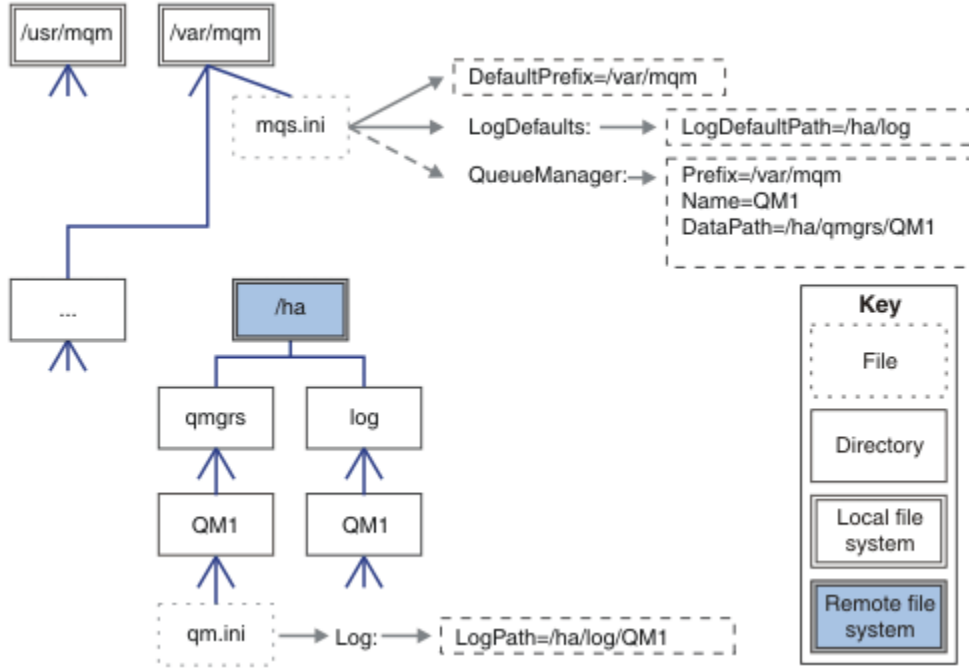 /usr/mqm
/var/mqm
mqs.ini
DefaultPrefix=/var/mqm
LogDefaults:
LogDefaultPath=/ha/log
QueueManager:
Prefix=/var/mqm
Name=QM1
DataPath=/ha/qmgrs/QM1
...
/ha
qmgrs
log
QM1
QM1
qm.ini
Log:
LogPath=/ha/log/QM1
Key
File
Directory
Local file
system
Remote file
system